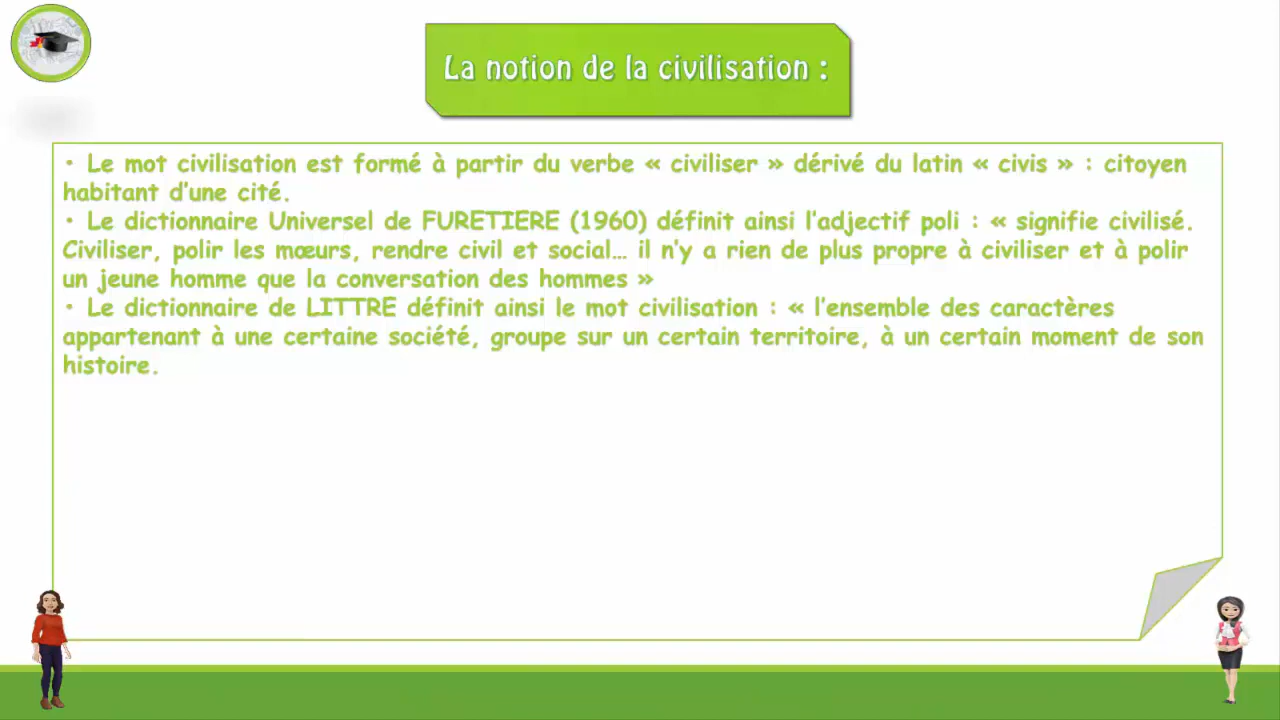 La notion de la civilisation :
• Le mot civilisation est formé à partir du verbe « civiliser » dérivé du latin « civis » : citoyen
habitant d’une cité.
• Le dictionnaire Universel de FURETIERE (1960) définit ainsi l’adjectif poli : « signifie civilisé.
Civiliser, polir les mœurs, rendre civil et social… il n’y a rien de plus propre à civiliser et à polir
un jeune homme que la conversation des hommes »
• Le dictionnaire de LITTRE définit ainsi le mot civilisation : « l’ensemble des caractères
appartenant à une certaine société, groupe sur un certain territoire, à un certain moment de son
histoire.